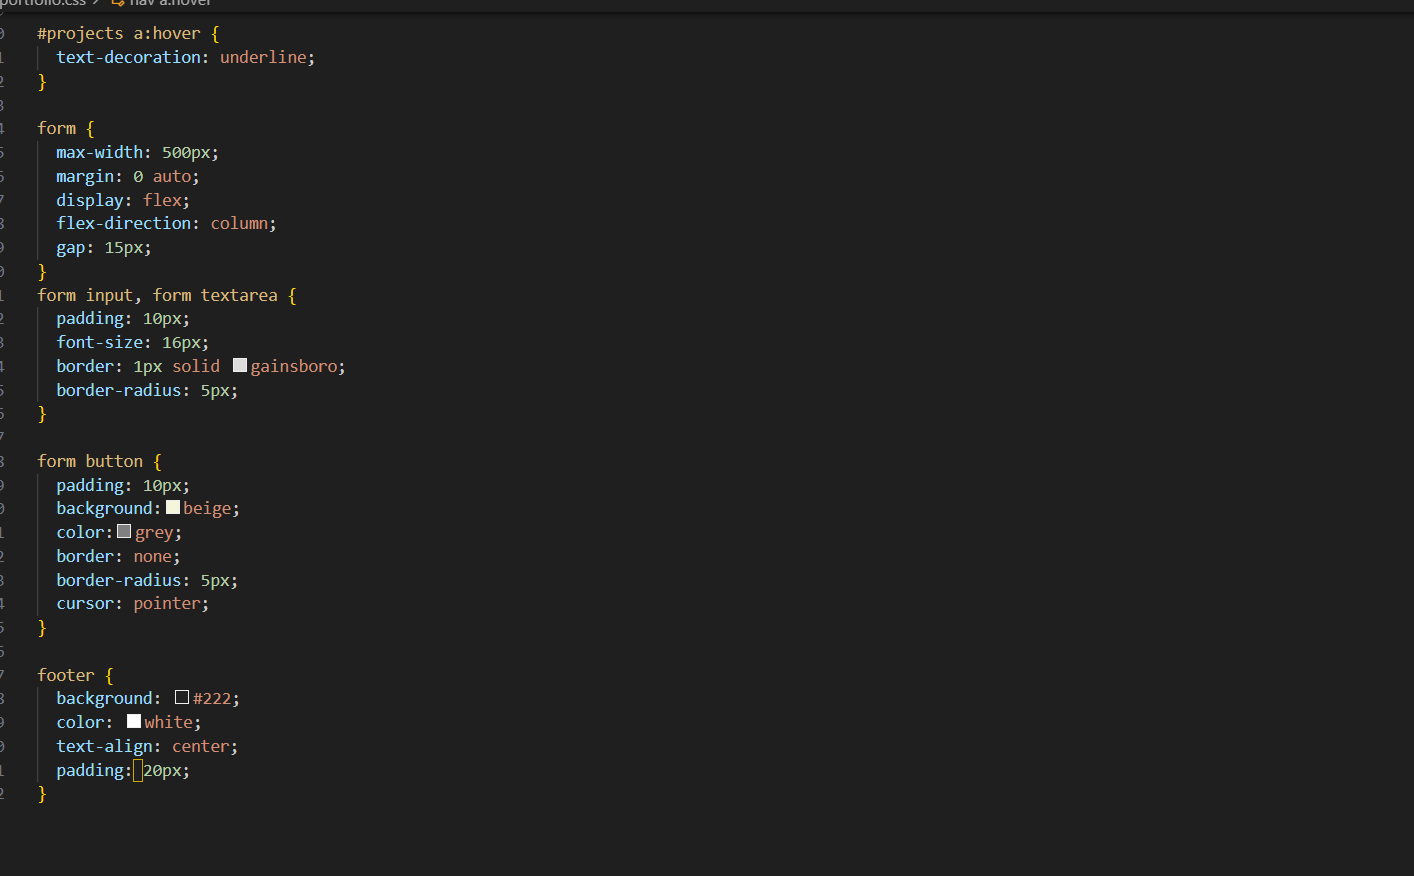 portfolio.css > nav a:hover
#projects a:hover {
text-decoration: underline;
}
form {
max-width: 500px;
margin: 0 auto;
display: flex;
flex-direction: column;
gap: 15px;
}
form input, form textarea {
padding: 10px;
font-size: 16px;
border: 1px solid gainsboro;
border-radius: 5px;
}
form button {
padding: 10px;
background:beige;
color:grey;
border: none;
border-radius: 5px;
cursor: pointer;
}
footer {
background: #222;
color: white;
text-align: center;
padding: 20px;
}